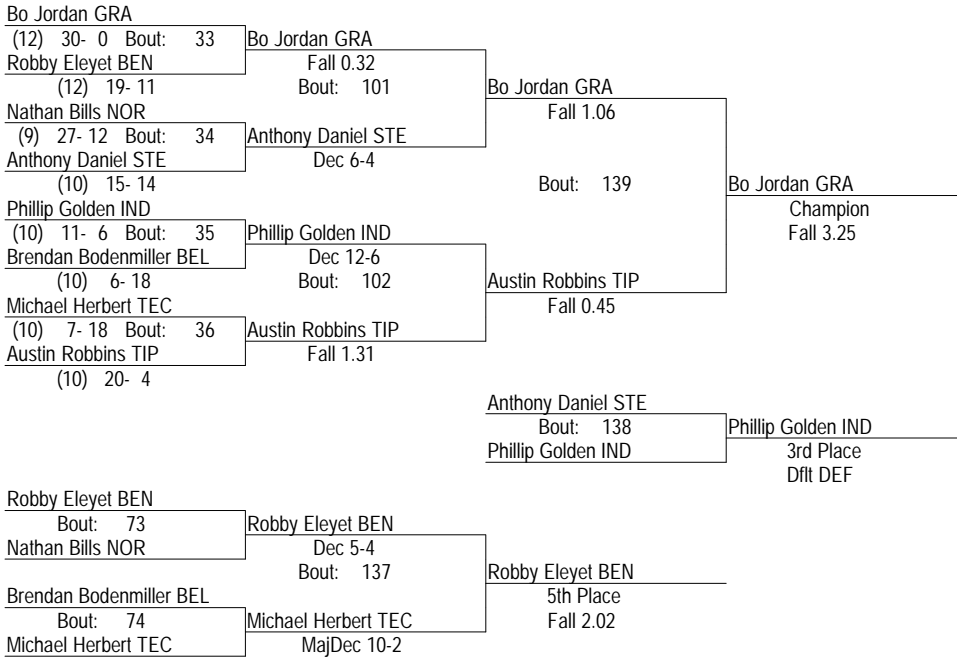 Bo Jordan GRA
(12) 30- 0 Bout: 33
Robby Eleyet BEN
(12) 19- 11
Nathan Bills NOR
(9) 27- 12 Bout: 34
Anthony Daniel STE
(10) 15- 14
Phillip Golden IND
(10) 11- 6 Bout: 35
Brendan Bodenmiller BEL
(10) 6- 18
Michael Herbert TEC
(10) 7- 18 Bout: 36
Austin Robbins TIP
(10) 20- 4
Bo Jordan GRA
Fall 0.32
Bout: 101
Anthony Daniel STE
Dec 6-4
Phillip Golden IND
Dec 12-6
Bout: 102
Austin Robbins TIP
Fall 1.31
Bo Jordan GRA
Fall 1.06
Bout: 139
Austin Robbins TIP
Fall 0.45
Bo Jordan GRA
Champion
Fall 3.25
Anthony Daniel STE
Bout: 138
Phillip Golden IND
Phillip Golden IND
3rd Place
Dflt DEF
Robby Eleyet BEN
Bout: 73
Nathan Bills NOR
Brendan Bodenmiller BEL
Bout: 74
Michael Herbert TEC
Robby Eleyet BEN
Dec 5-4
Bout: 137
Michael Herbert TEC
MajDec 10-2
Robby Eleyet BEN
5th Place
Fall 2.02